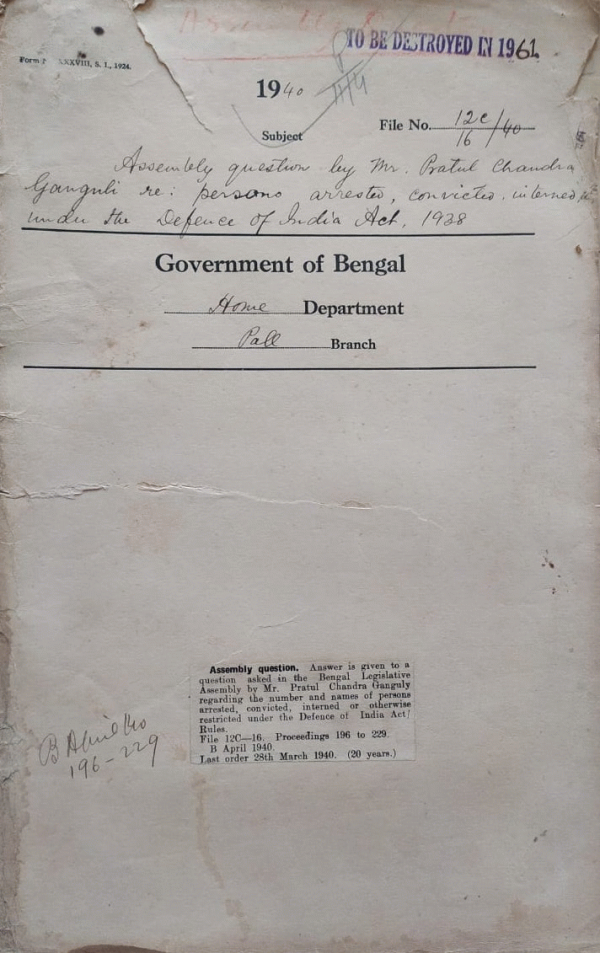 Assembly
TO BE DESTROYED IN 1961
XXVIII, S. I., 1924.
1940
Subject
File No. 12C/16/40
Assembly question by Mr. Pratul Chandra
Ganguli re: persons arrested, convicted, interned
under the Defence of India Act, 1938
Government of Bengal
Home Department
Poll Branch
Assembly question. Answer is given to a
question asked in the Bengal Legislative
Assembly by Mr. Pratul Chandra Ganguly
regarding the number and names of persons
arrested, convicted, interned or otherwise
restricted under the Defence of India Act/
Rules.
File 12C—16. Proceedings 196 to 229.
B April 1940.
Last order 28th March 1940. (20 years.)
B April 40
196-229